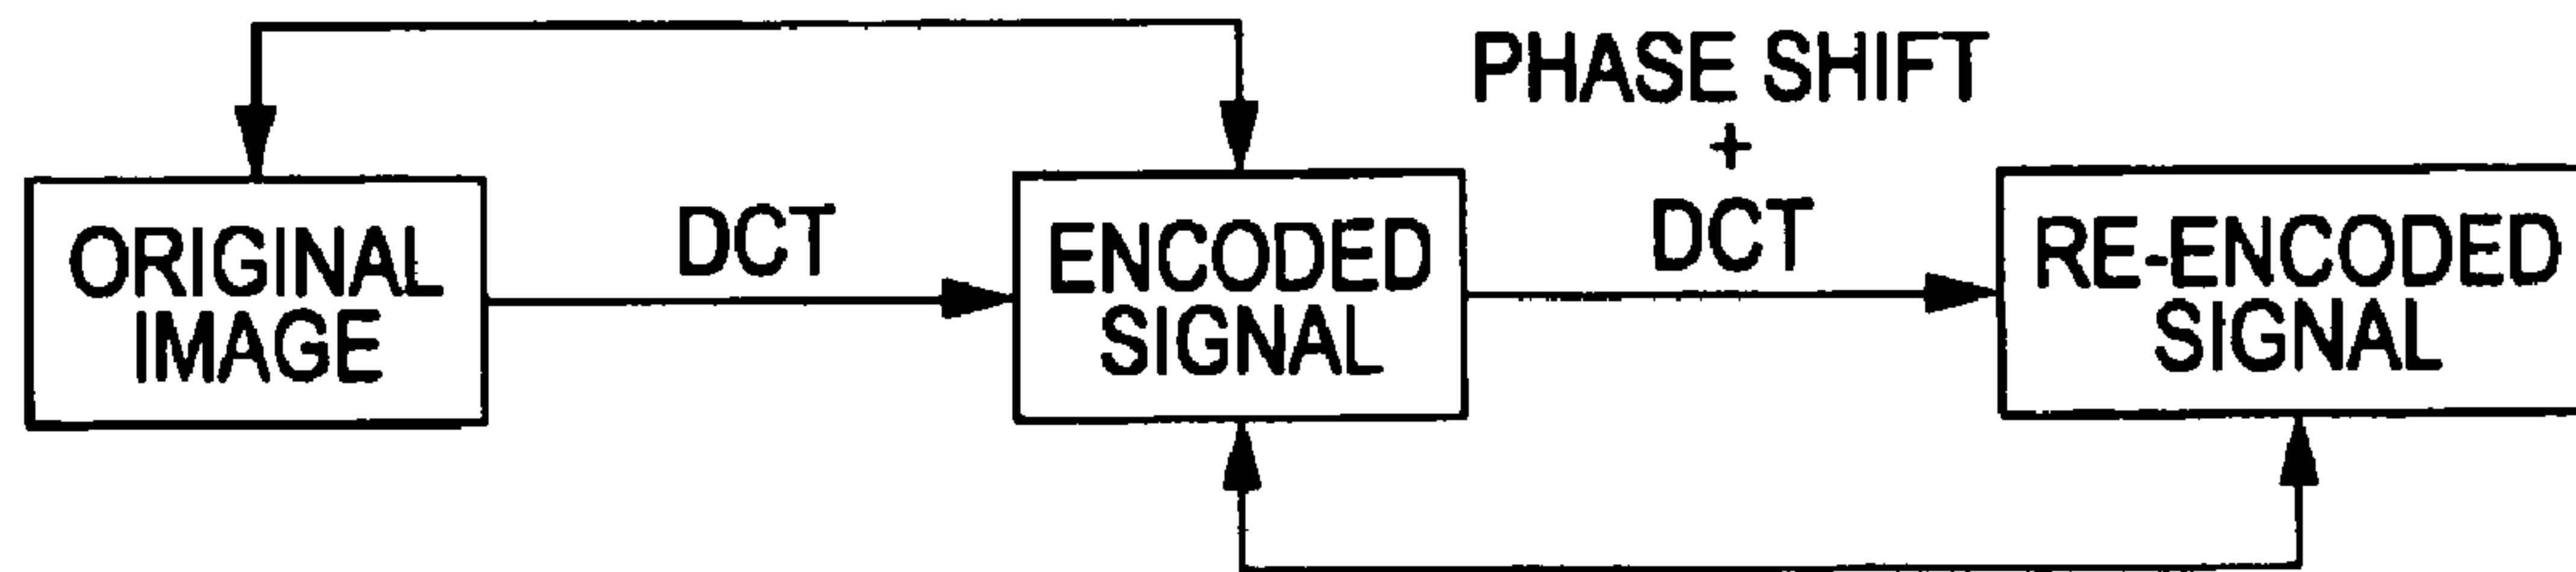 ORIGINAL
IMAGE
DCT
ENCODED
SIGNAL
PHASE SHIFT
+
DCT
RE-ENCODED
SIGNAL